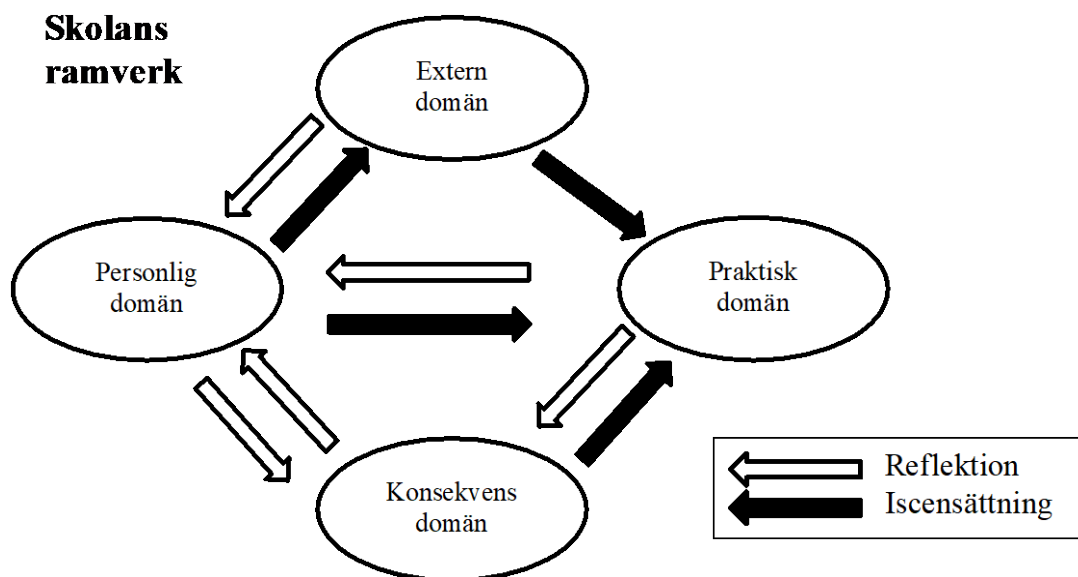 Skolans
ramverk
Extern
domän
Personlig
domän
Praktisk
domän
Konsekvens
domän
Reflektion
Iscensättning